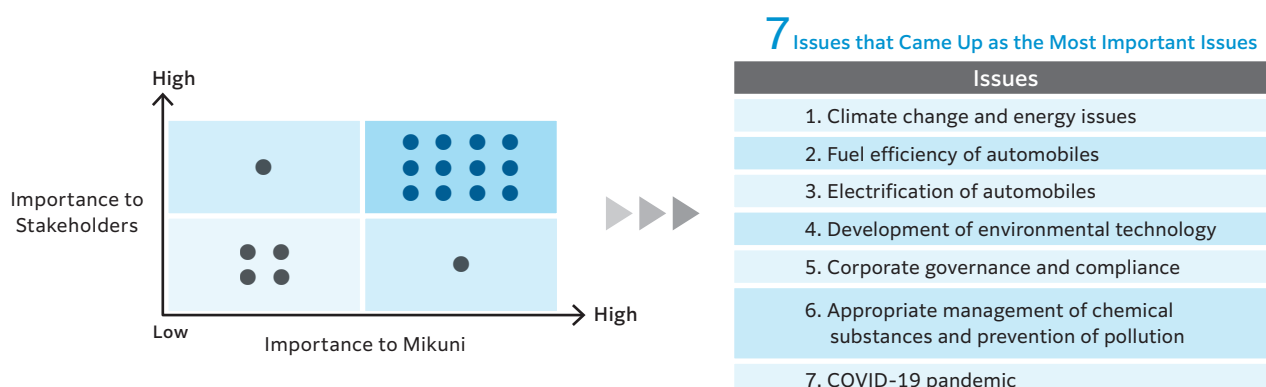 High
Importance to
Stakeholders
Low
High
Importance to Mikuni
7 Issues that Came Up as the Most Important Issues
Issues
1. Climate change and energy issues
2. Fuel efficiency of automobiles
3. Electrification of automobiles
4. Development of environmental technology
5. Corporate governance and compliance
6. Appropriate management of chemical
substances and prevention of pollution
7. COVID-19 pandemic